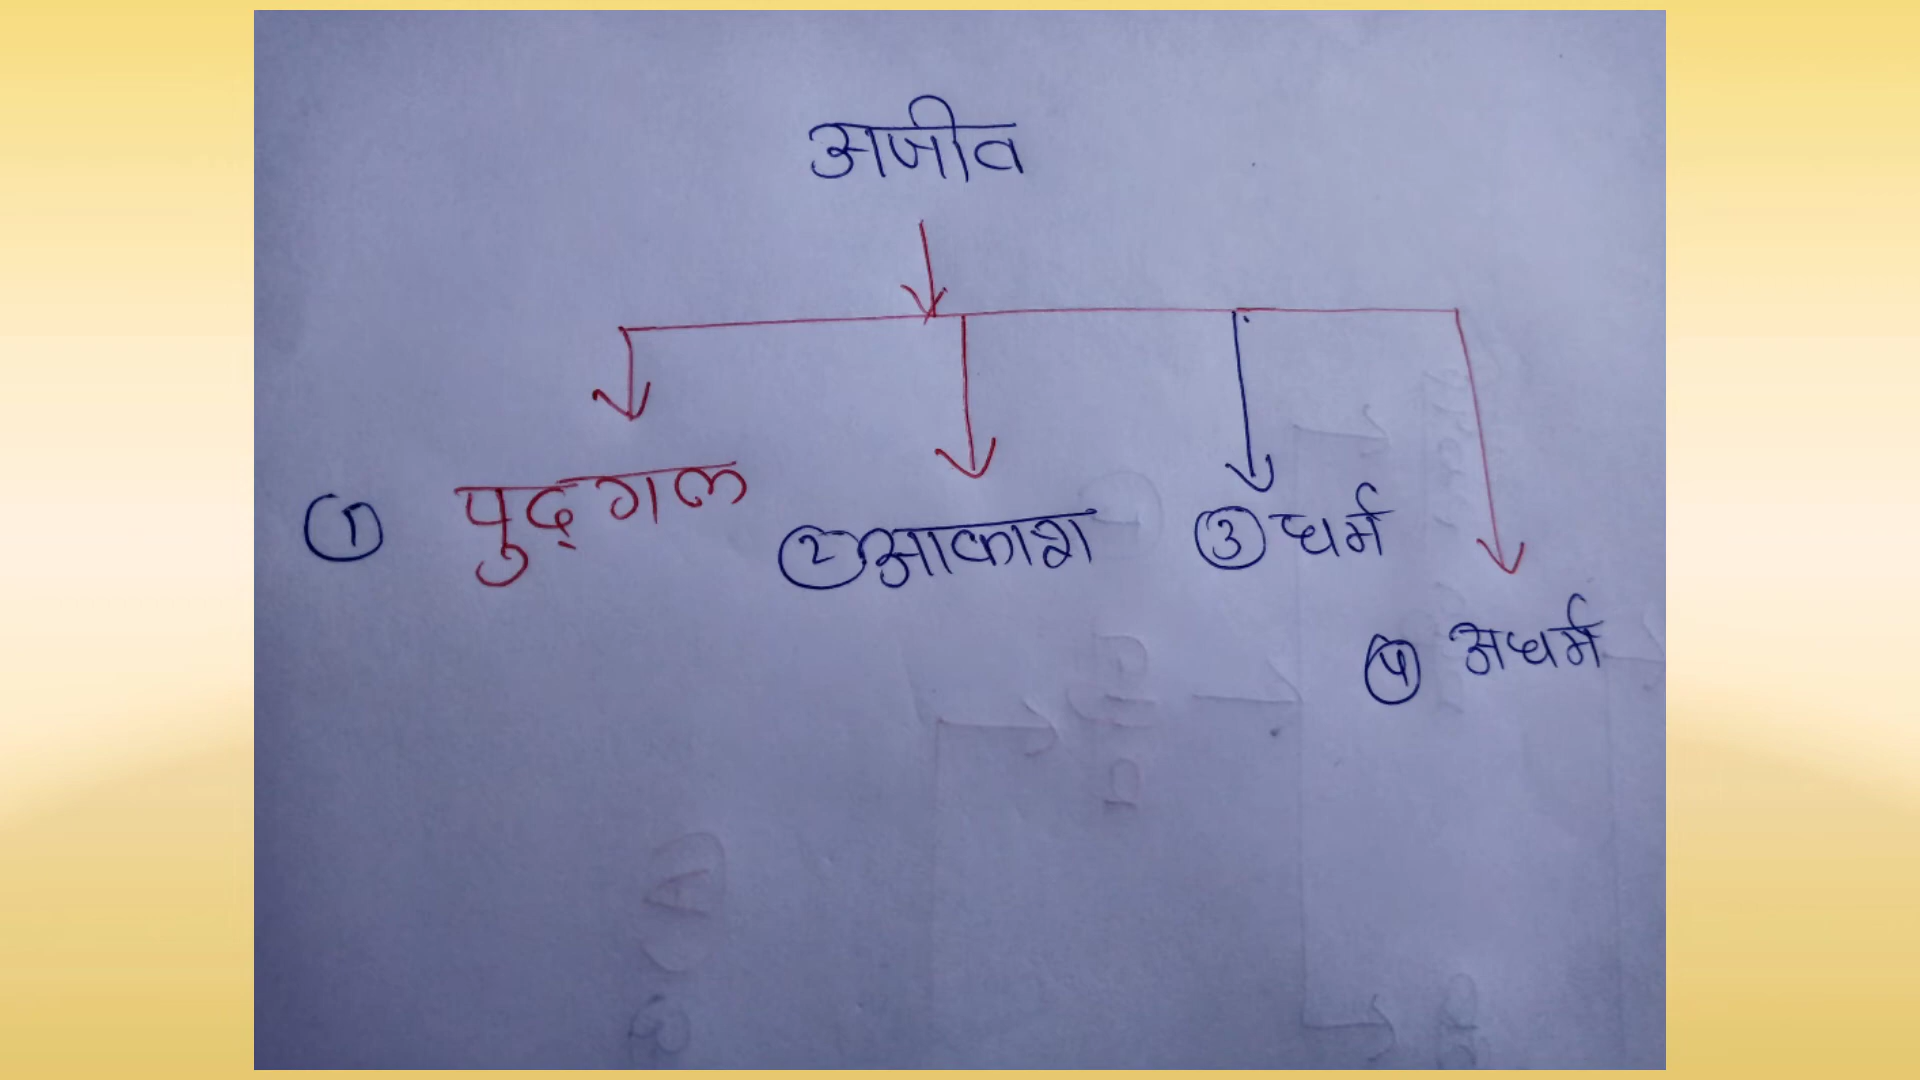 अजीव
① पुद्गल
② आकाश
③ धर्म
④ अधर्म